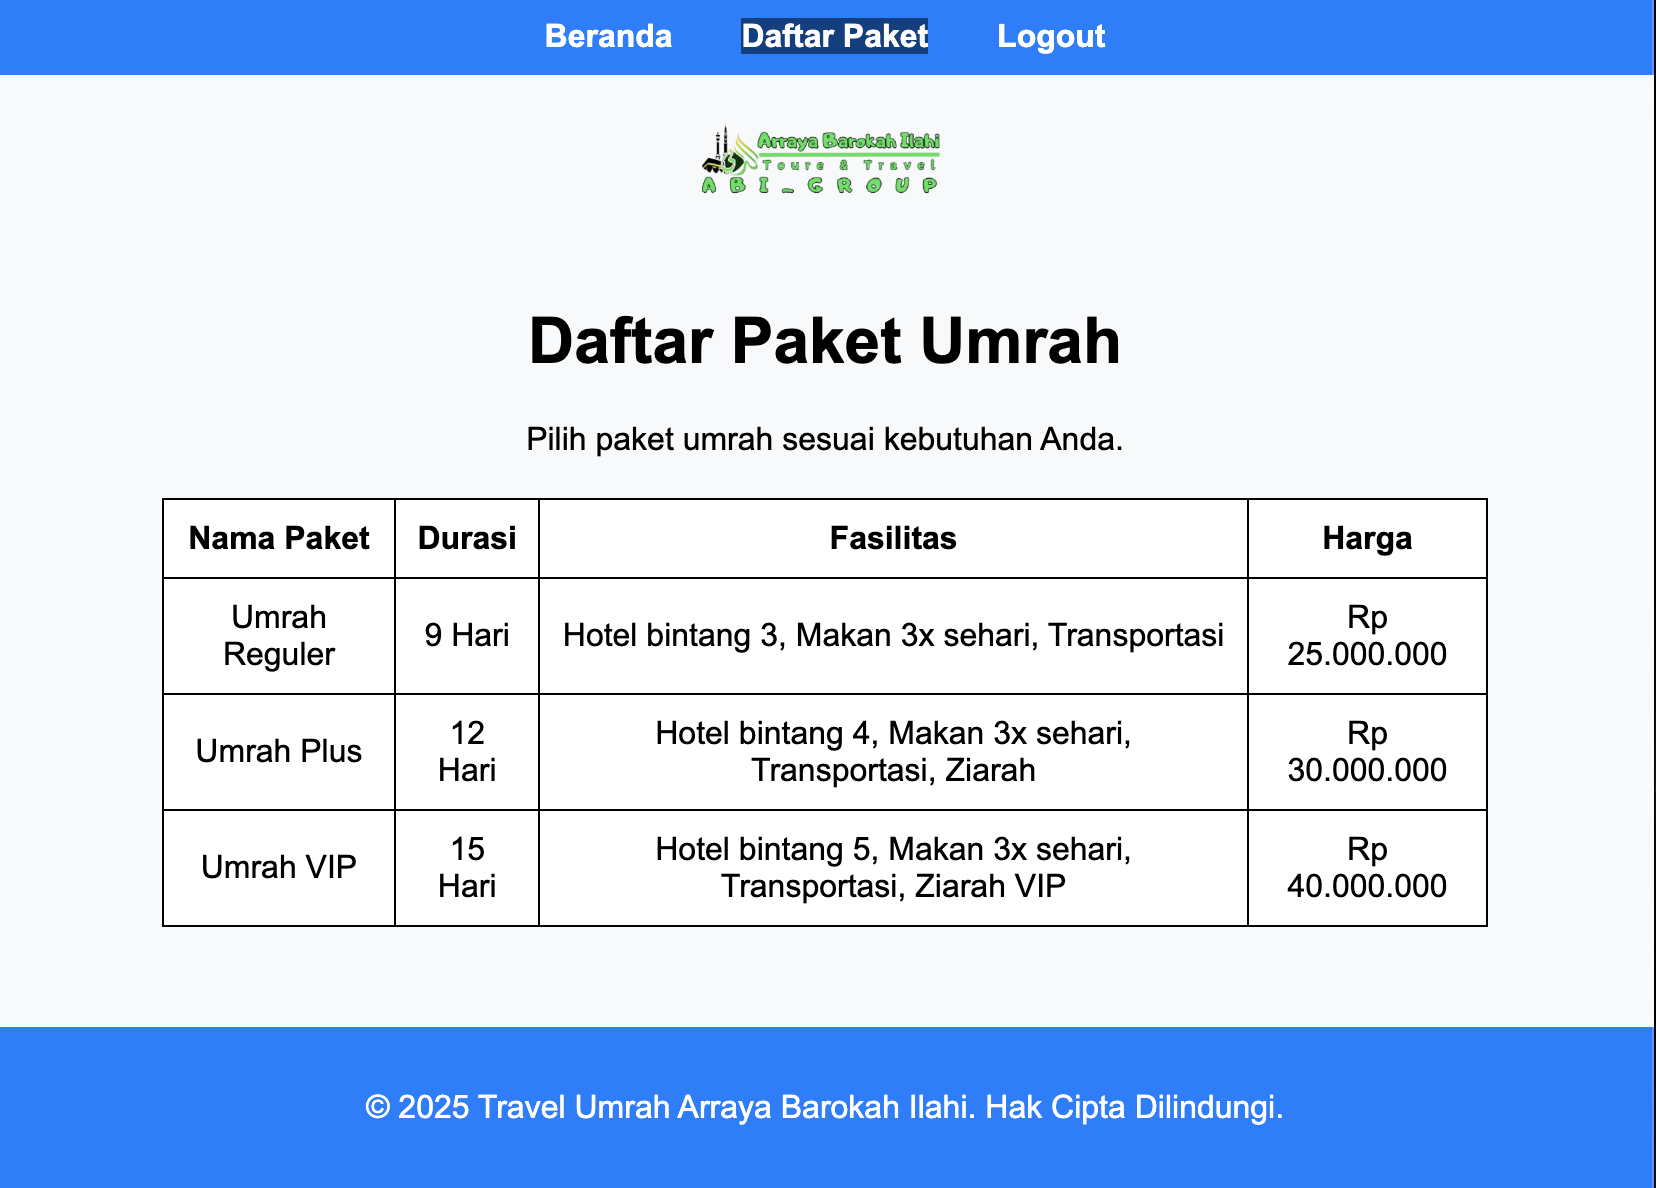 Beranda Daftar Paket Logout
Arraya Barokah Ilahi
Tours & Travel
ABI_GROUP
Daftar Paket Umrah
Pilih paket umrah sesuai kebutuhan Anda.
Nama Paket Durasi Fasilitas Harga
Umrah
Reguler
9 Hari
Hotel bintang 3, Makan 3x sehari, Transportasi
Rp
25.000.000
Umrah Plus
12
Hari
Hotel bintang 4, Makan 3x sehari,
Transportasi, Ziarah
Rp
30.000.000
Umrah VIP
15
Hari
Hotel bintang 5, Makan 3x sehari,
Transportasi, Ziarah VIP
Rp
40.000.000
© 2025 Travel Umrah Arraya Barokah Ilahi. Hak Cipta Dilindungi.